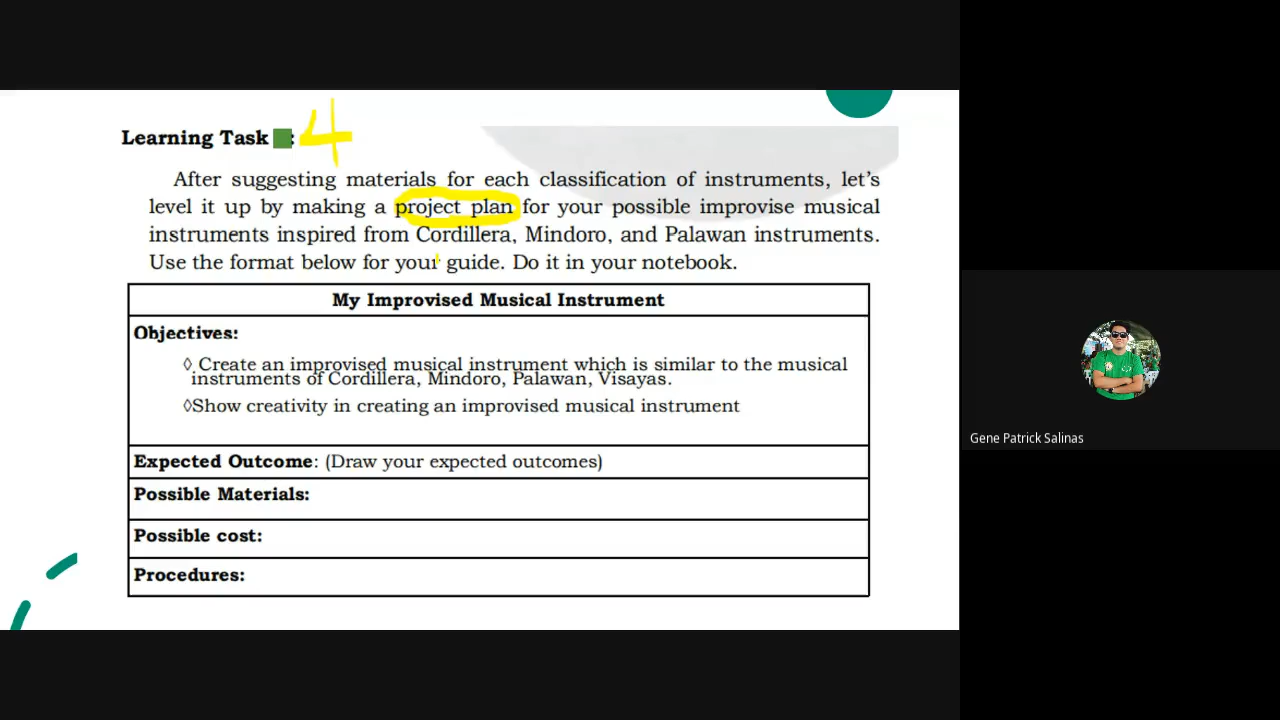 Learning Task : 4
After suggesting materials for each classification of instruments, let's
level it up by making a project plan for your possible improvise musical
instruments inspired from Cordillera, Mindoro, and Palawan instruments.
Use the format below for your guide. Do it in your notebook.
My Improvised Musical Instrument
Objectives:
◊ Create an improvised musical instrument which is similar to the musical
instruments of Cordillera, Mindoro, Palawan, Visayas.
◊Show creativity in creating an improvised musical instrument
Expected Outcome: (Draw your expected outcomes)
Possible Materials:
Possible cost:
Procedures:
Gene Patrick Salinas